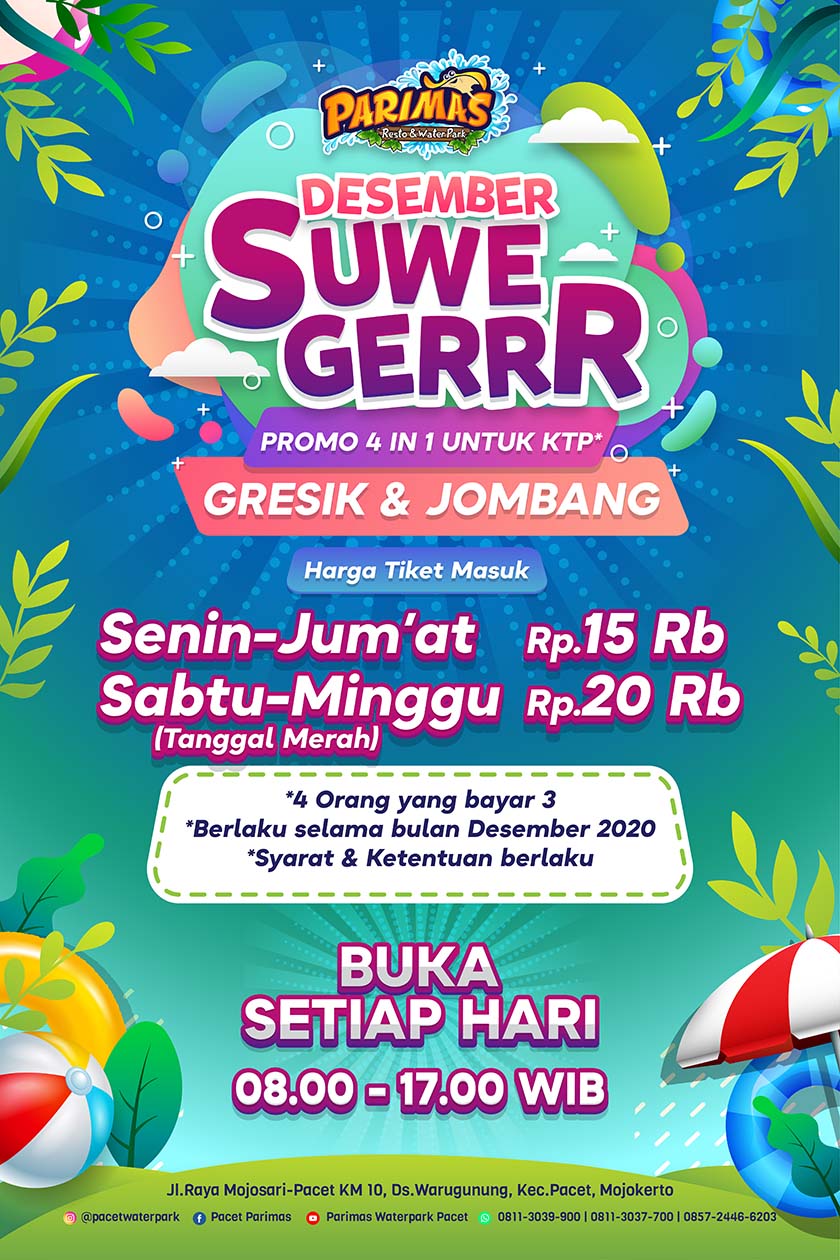 PARIMAS
Resto & WaterPark
DESEMBER
SUWE
GERRR
PROMO 4 IN 1 UNTUK KTP*
GRESIK & JOMBANG
Harga Tiket Masuk
Senin-Jum'at Rp.15 Rb
Sabtu-Minggu Rp.20 Rb
(Tanggal Merah)
*4 Orang yang bayar 3
*Berlaku selama bulan Desember 2020
*Syarat & Ketentuan berlaku
BUKA
SETIAP HARI
08.00 - 17.00 WIB
Jl.Raya Mojosari-Pacet KM 10, Ds.Warugunung, Kec.Pacet, Mojokerto
@pacetwaterpark Pacet Parimas Parimas Waterpark Pacet 0811-3039-900 | 0811-3037-700 | 0857-2446-6203